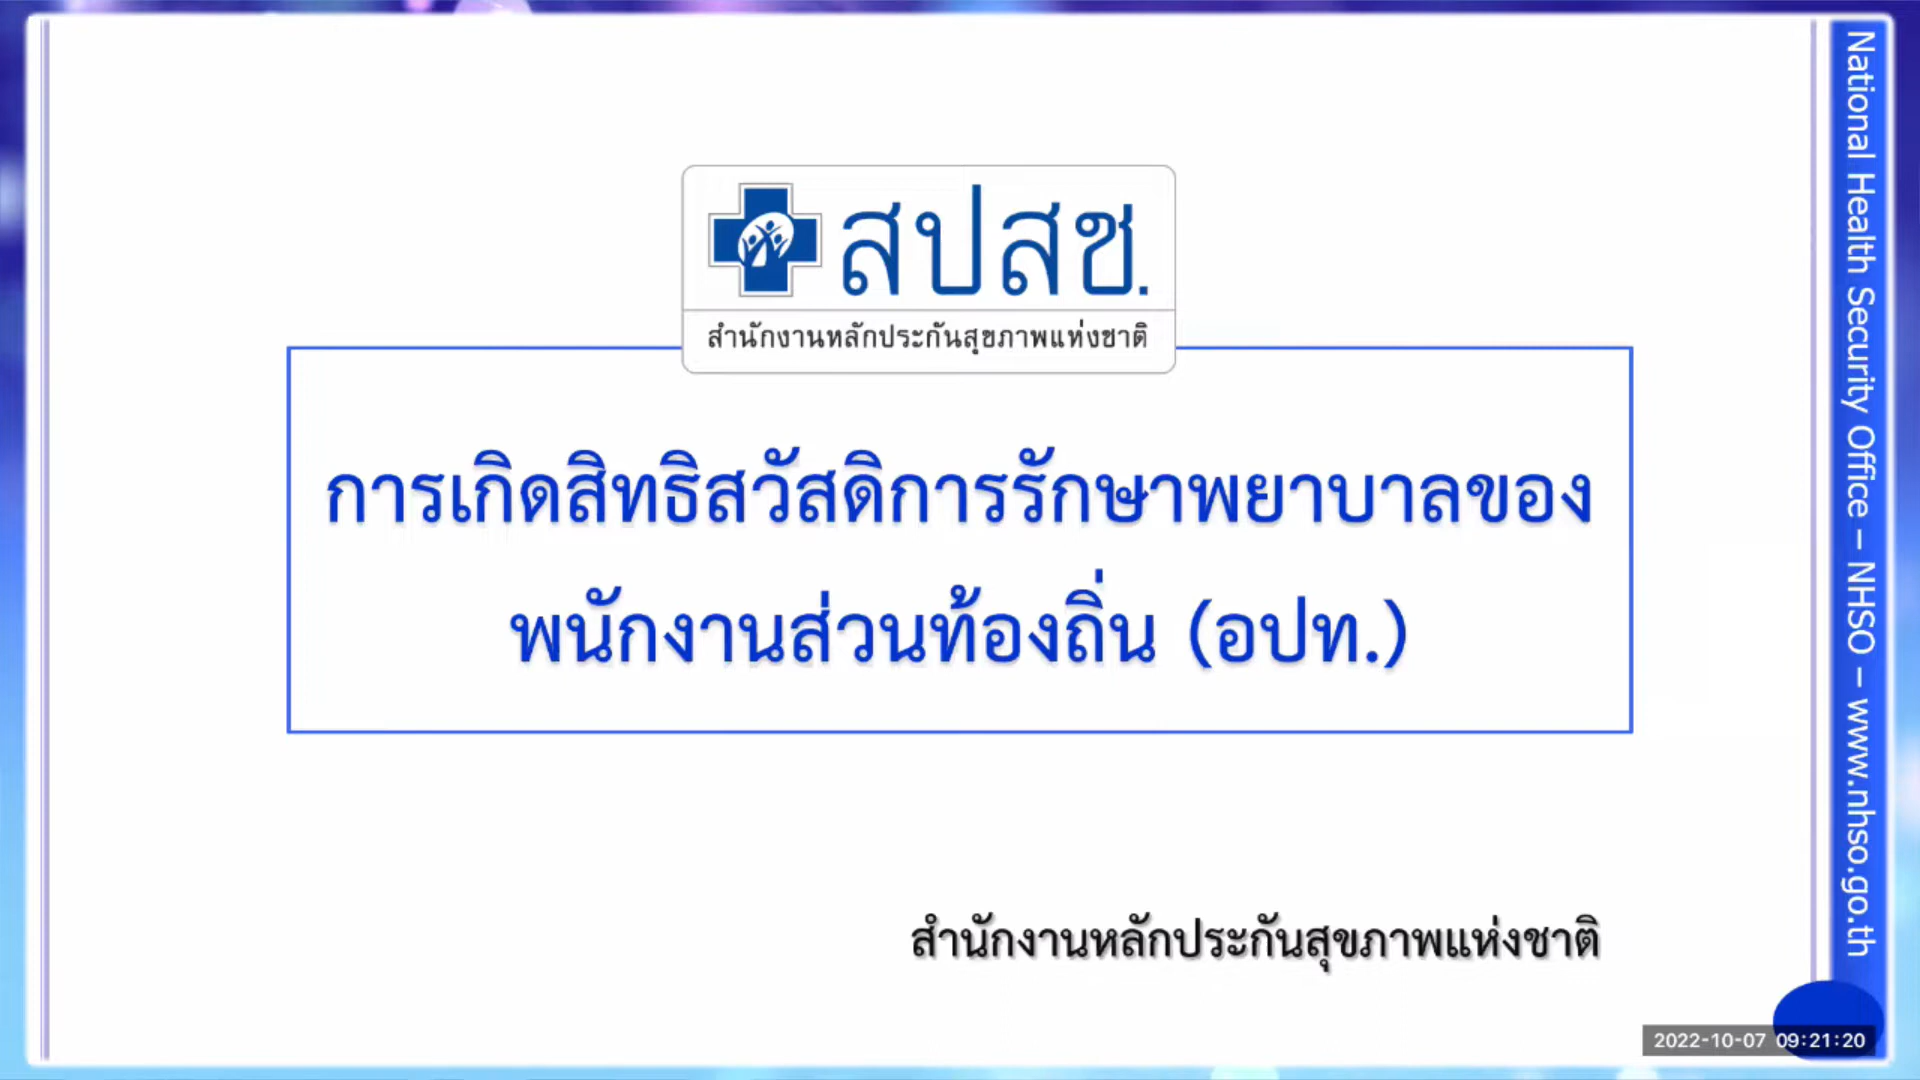 สปสช.
สำนักงานหลักประกันสุขภาพแห่งชาติ
การเกิดสิทธิสวัสดิการรักษาพยาบาลของ
พนักงานส่วนท้องถิ่น (อปท.)
สำนักงานหลักประกันสุขภาพแห่งชาติ
National Health Security Office – NHSO – www.nhso.go.th
2022-10-07 09:21:20